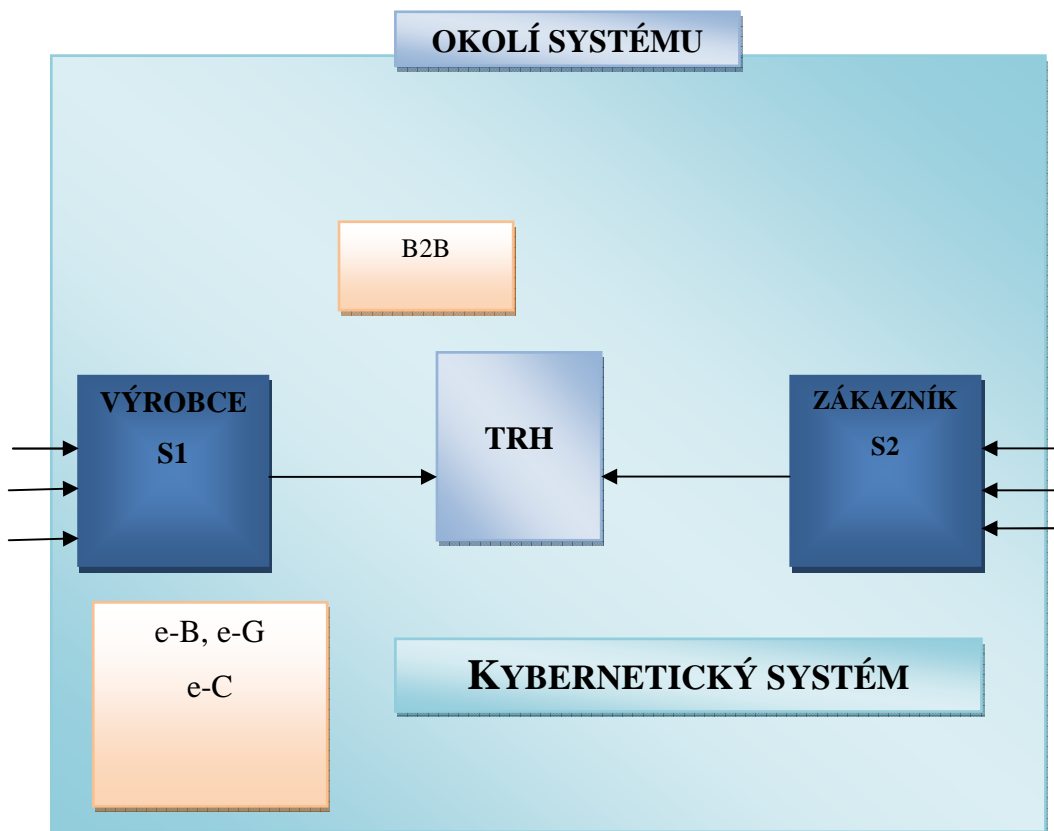 OKOLÍ SYSTÉMU
B2B
VÝROBCE
S1
TRH
ZÁKAZNÍK
S2
e-B, e-G
e-C
KYBERNETICKÝ SYSTÉM